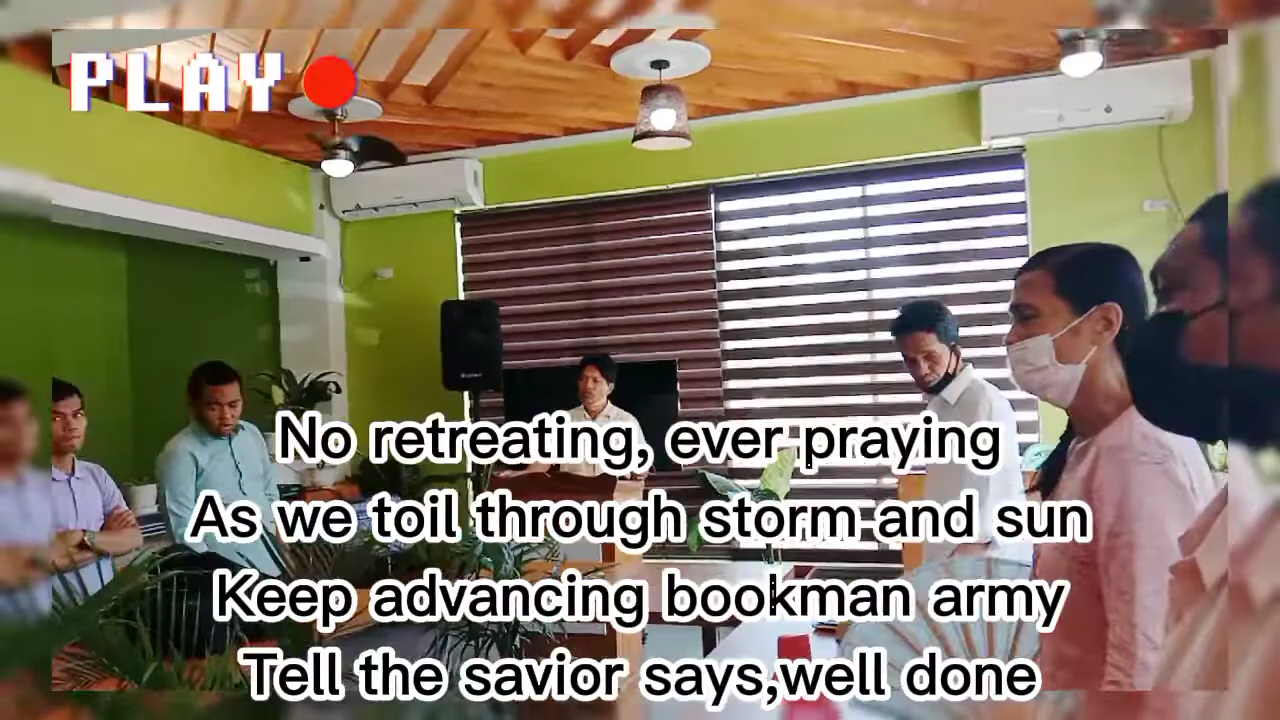 PLAY
No retreating, ever praying
As we toil through storm and sun
Keep advancing bookman army
Tell the savior says,well done